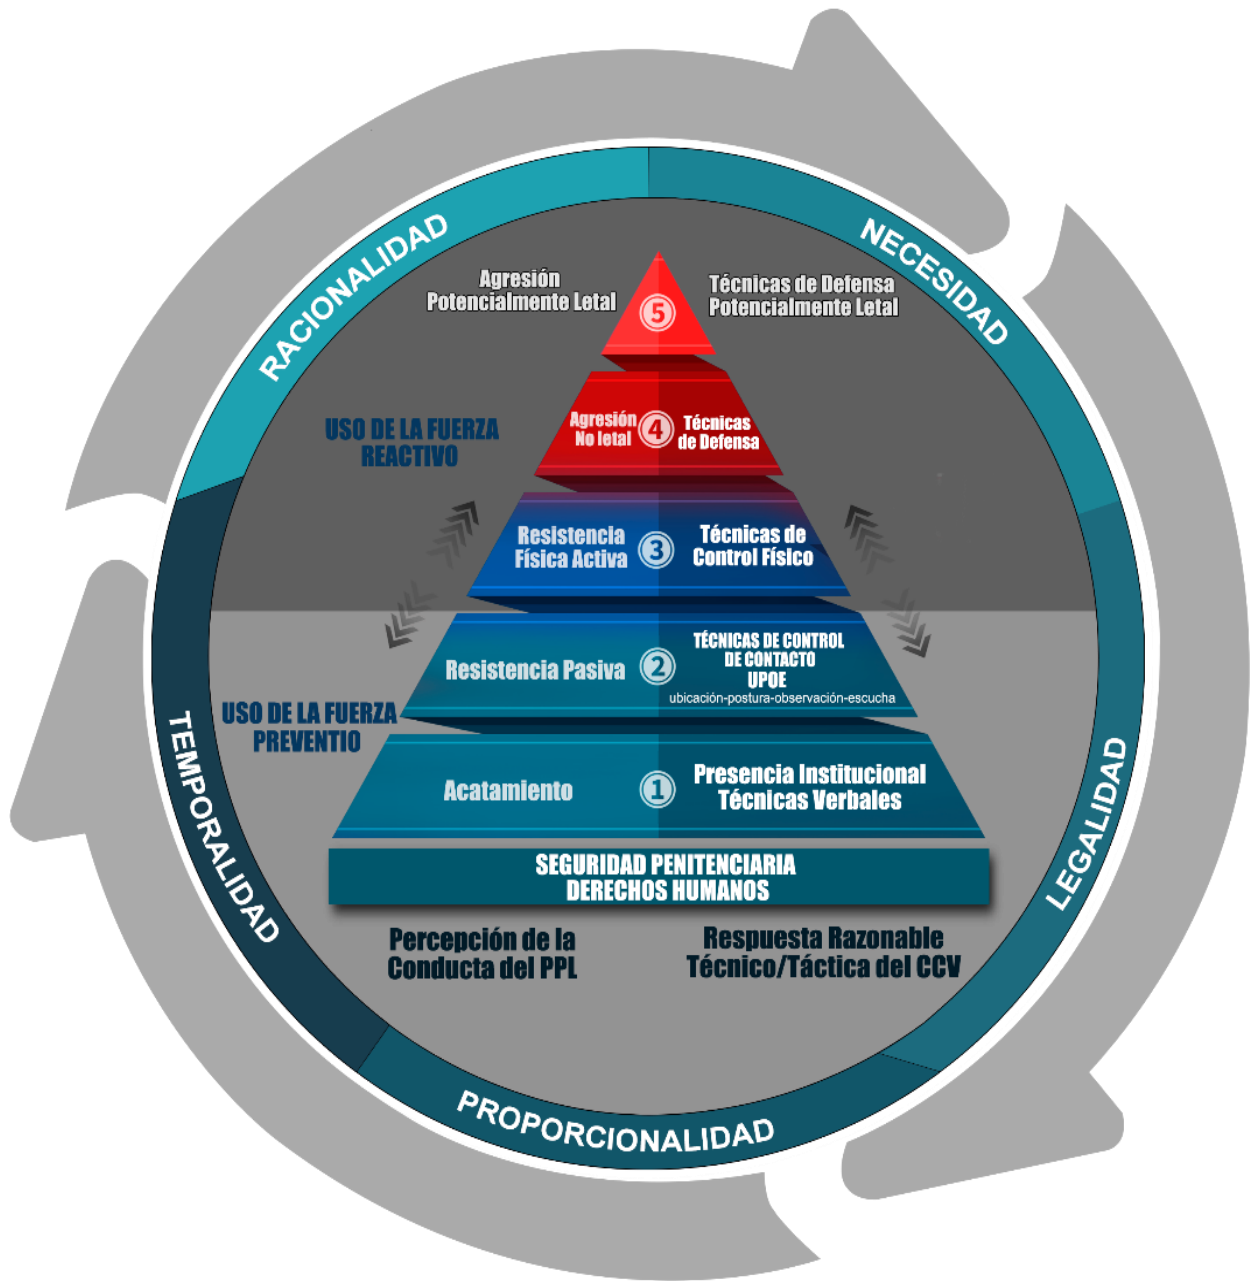 RACIONALIDAD
NECESIDAD
Agresión
Potencialmente Letal
5
Técnicas de Defensa
Potencialmente Letal
USO DE LA FUERZA
REACTIVO
Agresión
No letal
4
Técnicas
de Defensa
Resistencia
Física Activa
3
Técnicas de
Control Físico
Resistencia Pasiva
2
TÉCNICAS DE CONTROL
DE CONTACTO
UPOE
ubicación-postura-observación-escucha
USO DE LA FUERZA
PREVENTIO
Acatamiento
1
Presencia Institucional
Técnicas Verbales
TEMPORALIDAD
LEGALIDAD
SEGURIDAD PENITENCIARIA
DERECHOS HUMANOS
Percepción de la
Conducta del PPL
Respuesta Razonable
Técnico/Táctica del CCV
PROPORCIONALIDAD